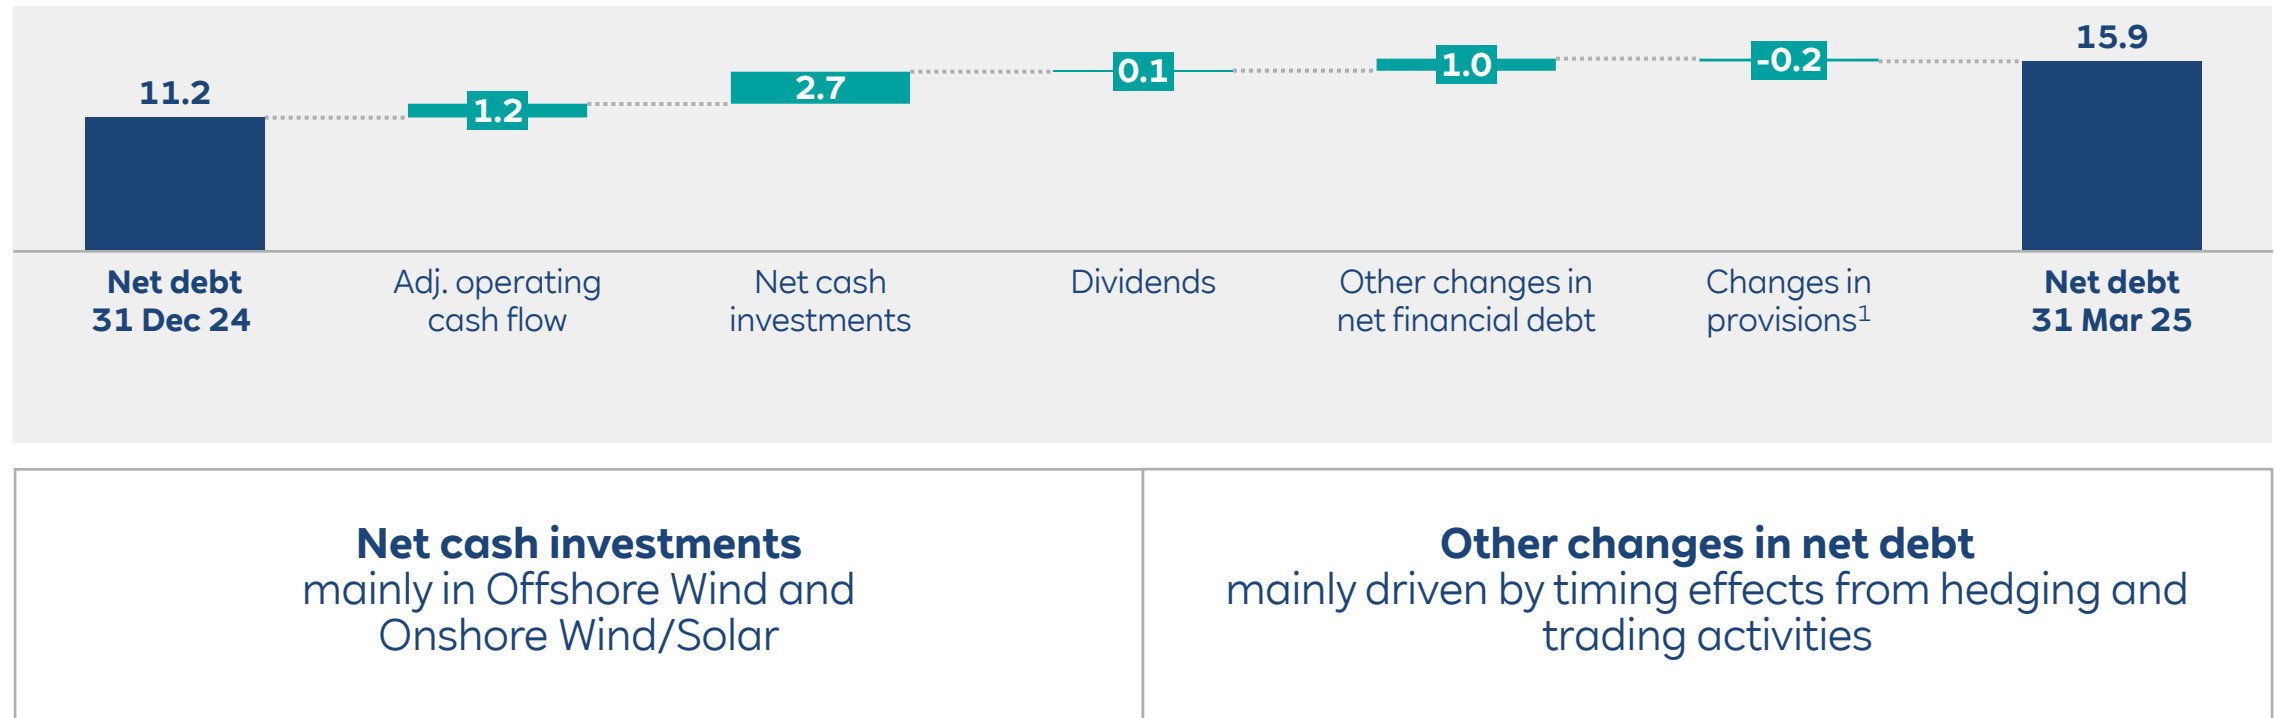 11.2
1.2
2.7
0.1
1.0
-0.2
15.9
Net debt
31 Dec 24
Adj. operating
cash flow
Net cash
investments
Dividends
Other changes in
net financial debt
Changes in
provisions¹
Net debt
31 Mar 25
Net cash investments
mainly in Offshore Wind and
Onshore Wind/Solar
Other changes in net debt
mainly driven by timing effects from hedging and
trading activities